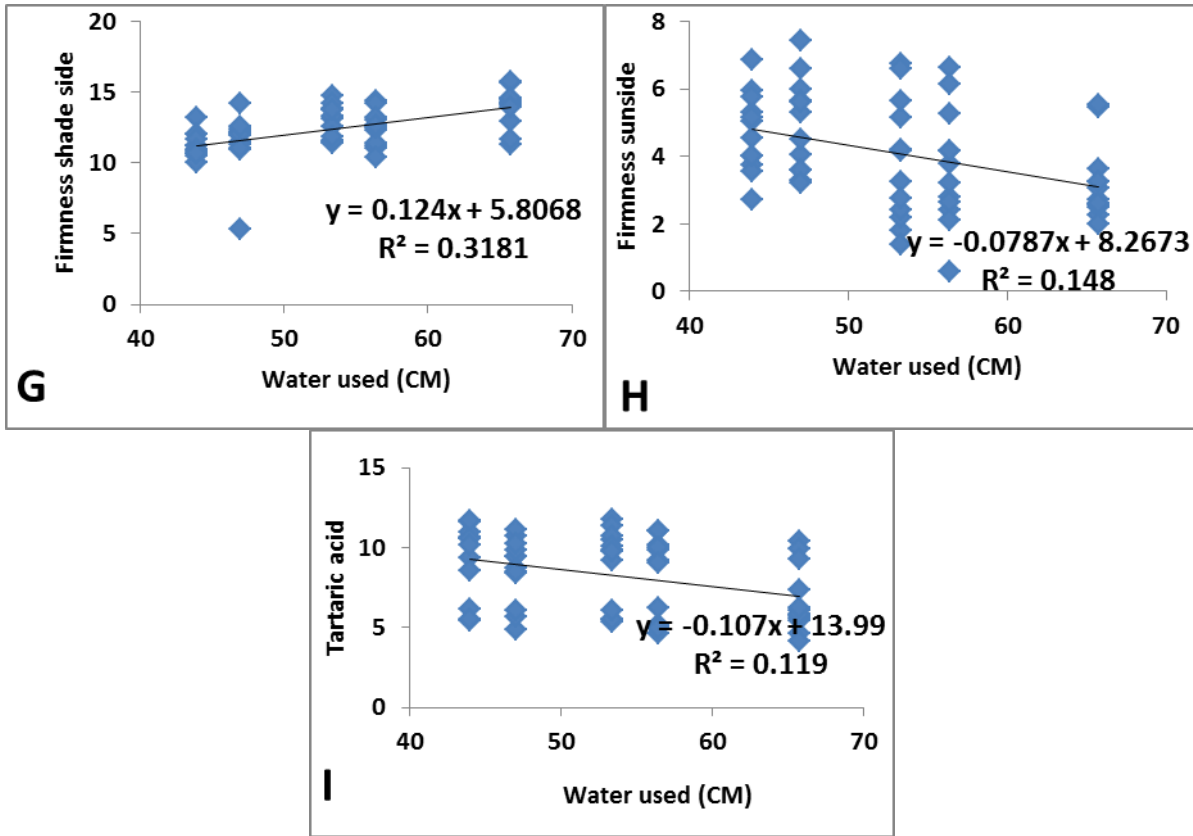 20
15
10
5
0
Firmness shade side
y = 0.124x + 5.8068
R² = 0.3181
40 50 60 70
Water used (CM)
G
8
6
4
2
0
Firmness sunside
y = -0.0787x + 8.2673
R² = 0.148
40 50 60 70
Water used (CM)
H
15
10
5
0
Tartaric acid
y = -0.107x + 13.99
R² = 0.119
40 50 60 70
Water used (CM)
I